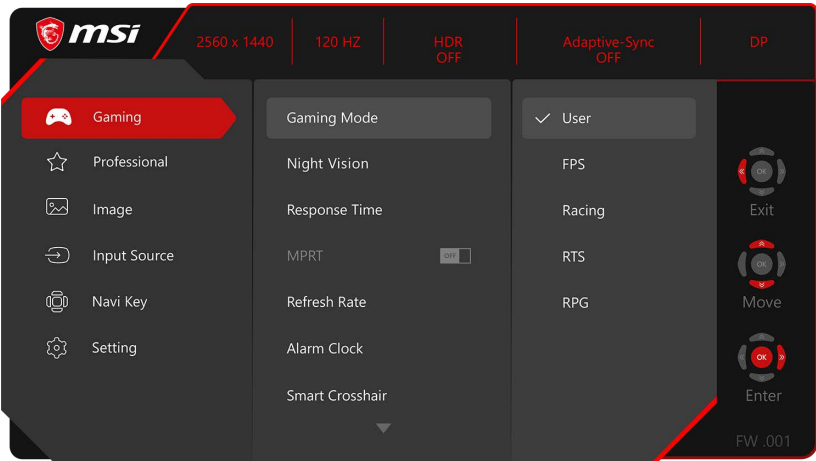 msi
2560 x 1440
120 HZ
HDR
OFF
Adaptive-Sync
OFF
DP
Gaming
Professional
Image
Input Source
Navi Key
Setting
Gaming Mode
Night Vision
Response Time
MPRT
OFF
Refresh Rate
Alarm Clock
Smart Crosshair
User
FPS
Racing
RTS
RPG
OK
Exit
OK
Move
OK
Enter
FW .001